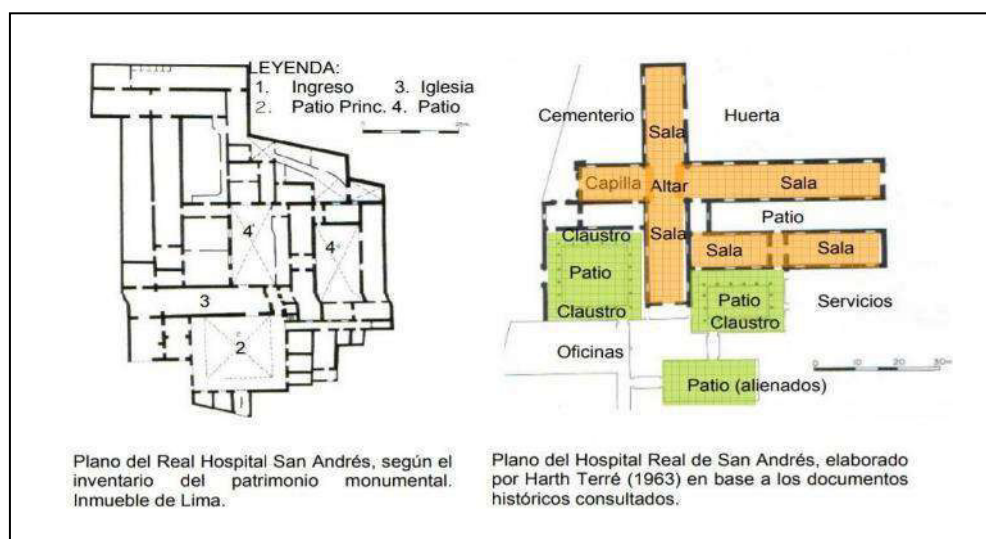 LEYENDA:
1. Ingreso 3. Iglesia
2. Patio Princ. 4. Patio
4
4
3
2
1
Plano del Real Hospital San Andrés, según el
inventario del patrimonio monumental.
Inmueble de Lima.
Cementerio
Sala
Huerta
Capilla
Altar
Sala
Patio
Claustro
Sala
Sala
Sala
Patio
Claustro
Patio
Claustro
Servicios
Oficinas
Patio (alienados)
0 10 20 30m
Plano del Hospital Real de San Andrés, elaborado
por Harth Terré (1963) en base a los documentos
históricos consultados.